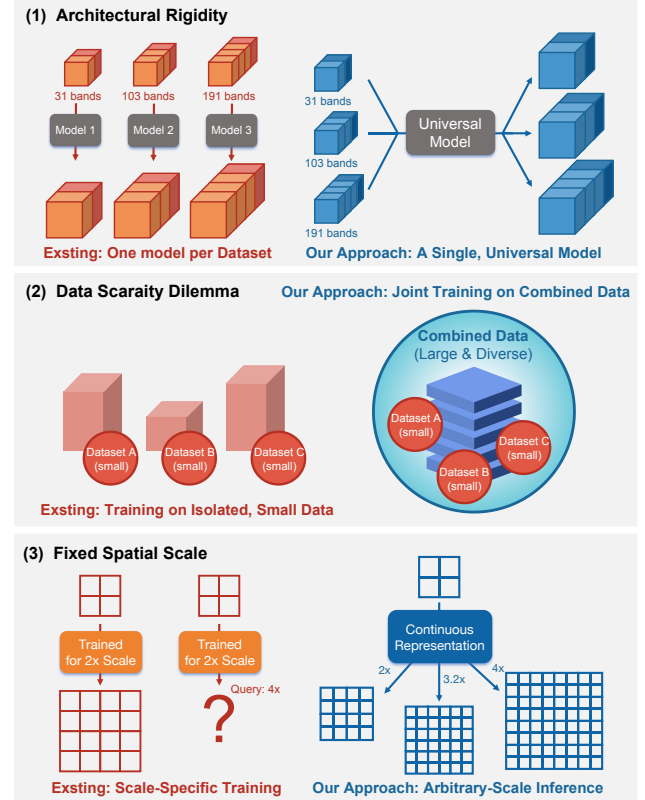 (1) Architectural Rigidity
31 bands
103 bands
191 bands
Model 1
Model 2
Model 3
Exsting: One model per Dataset
31 bands
103 bands
191 bands
Universal
Model
Our Approach: A Single, Universal Model
(2) Data Scaraity Dilemma
Our Approach: Joint Training on Combined Data
Dataset A
(small)
Dataset B
(small)
Dataset C
(small)
Exsting: Training on Isolated, Small Data
Combined Data
(Large & Diverse)
Dataset A
(small)
Dataset B
(small)
Dataset C
(small)
(3) Fixed Spatial Scale
Trained
for 2x Scale
Trained
for 2x Scale
Query: 4x
?
Exsting: Scale-Specific Training
Continuous
Representation
2x
3.2x
4x
Our Approach: Arbitrary-Scale Inference